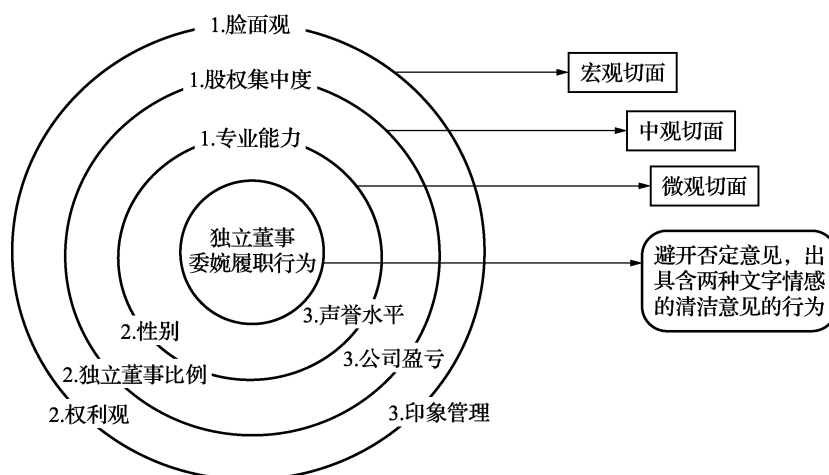 1.脸面观
宏观切面
1.股权集中度
中观切面
1.专业能力
微观切面
独立董事
委婉履职行为
避开否定意见，出
具含两种文字情感
的清洁意见的行为
3.声誉水平
2.性别
3.公司盈亏
2.独立董事比例
2.权利观
3.印象管理